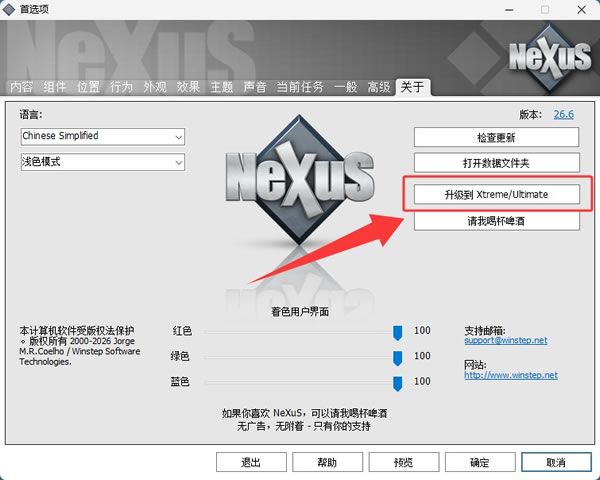 首选项
NeXuS
NeXuS
内容 组件 位置 行为 外观 效果 主题 声音 当前任务 一般 高级 关于
语言:
Chinese Simplified
浅色模式
NeXuS
版本: 26.6
检查更新
打开数据文件夹
升级到 Xtreme/Ultimate
请我喝杯啤酒
着色用户界面
红色 100
绿色 100
蓝色 100
本计算机软件受版权法保护
。版权所有 2000-2026 Jorge
M.R.Coelho / Winstep Software
Technologies.
支持邮箱:
support@winstep.net
网站:
http://www.winstep.net
如果你喜欢 NeXuS，可以请我喝杯啤酒
无广告，无附着 - 只有你的支持
退出 帮助 预览 确定 取消